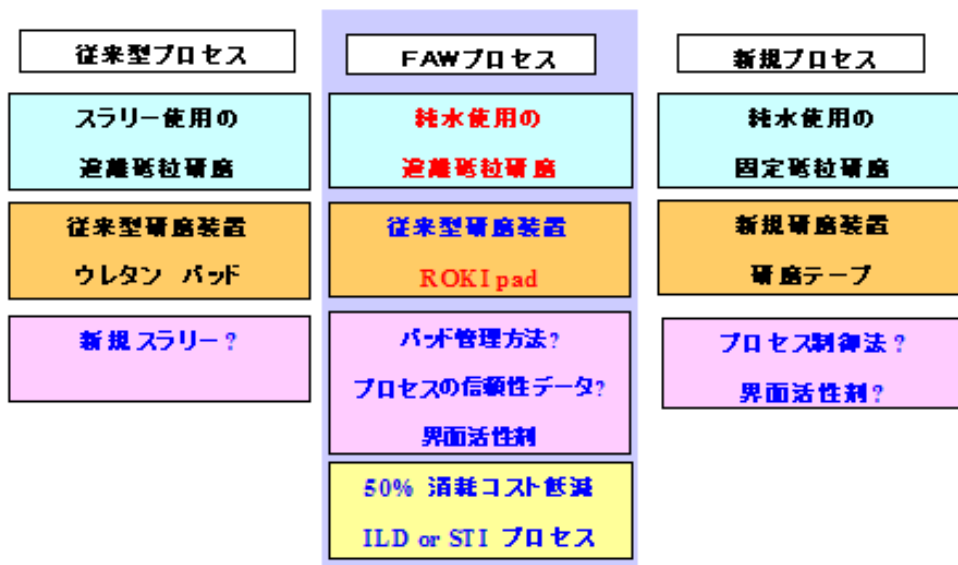 従来型プロセス
スラリー使用の
遊離砥粒研磨
従来型研磨装置
ウレタン パッド
新規スラリー?
FAWプロセス
純水使用の
遊離砥粒研磨
従来型研磨装置
ROKI pad
パッド管理方法?
プロセスの信頼性データ?
界面活性剤
50% 消耗コスト低減
ILD or STI プロセス
新規プロセス
純水使用の
固定砥粒研磨
新規研磨装置
研磨テープ
プロセス制御法?
界面活性剤?